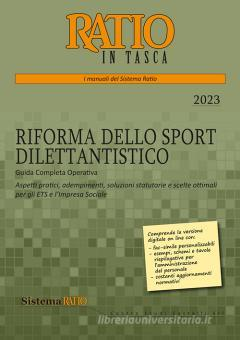 RATIO
IN TASCA
I manuali del Sistema Ratio
2023
RIFORMA DELLO SPORT
DILETTANTISTICO
Guida Completa Operativa
Aspetti pratici, adempimenti, soluzioni statutarie e scelte ottimali
per gli ETS e l'Impresa Sociale
Comprende la versione
digitale on line con:
- fac-simile personalizzabili
- esempi, schemi e tavole
riepilogative per
l'amministrazione
del personale
- costanti aggiornamenti
normativi
Sistema RATIO
libreriauniversitaria.it